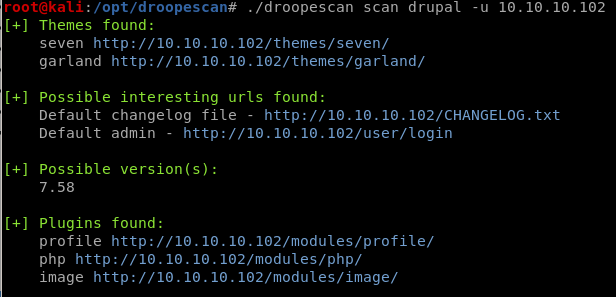 root@kali:/opt/droopescan# ./droopescan scan drupal -u 10.10.10.102
[+] Themes found:
    seven http://10.10.10.102/themes/seven/
    garland http://10.10.10.102/themes/garland/

[+] Possible interesting urls found:
    Default changelog file - http://10.10.10.102/CHANGELOG.txt
    Default admin - http://10.10.10.102/user/login

[+] Possible version(s):
    7.58

[+] Plugins found:
    profile http://10.10.10.102/modules/profile/
    php http://10.10.10.102/modules/php/
    image http://10.10.10.102/modules/image/